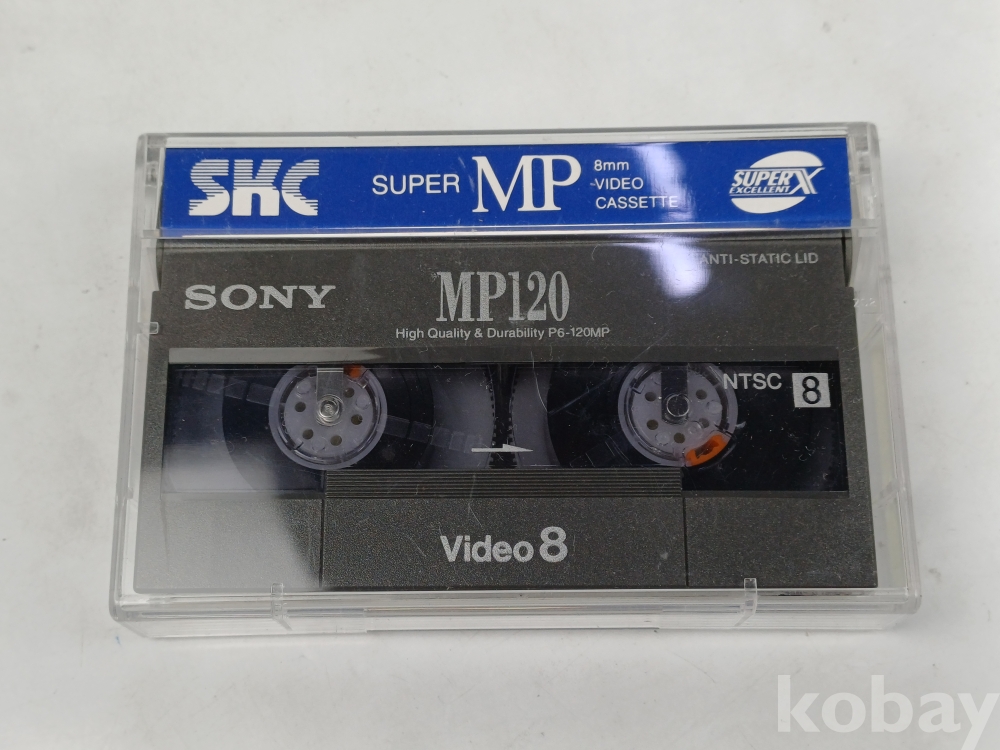 SKC
SUPER MP 8mm VIDEO CASSETTE
SUPER X
EXCELLENT
ANTI-STATIC LID
SONY
MP120
High Quality & Durability P6-120MP
NTSC 8
Video 8
kobay